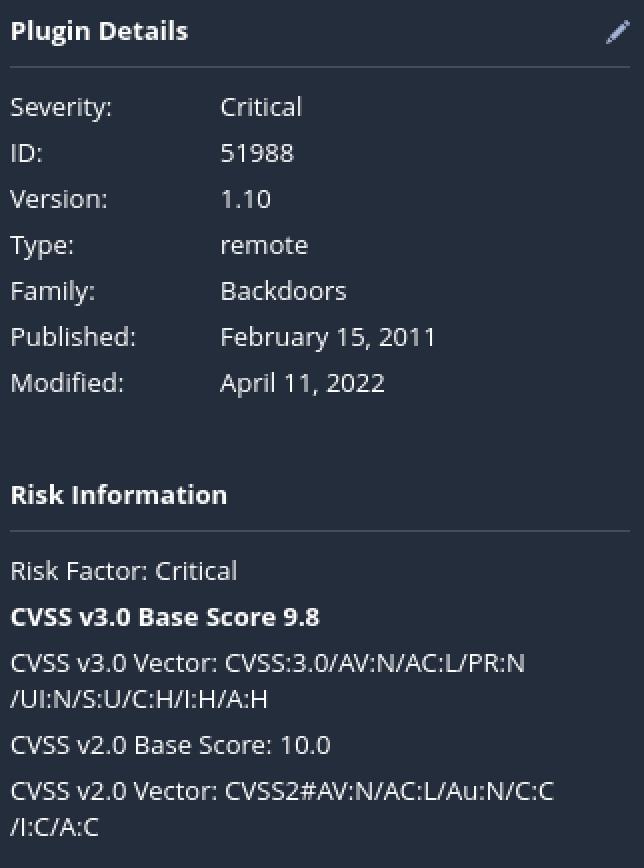 Plugin Details
Severity: Critical
ID: 51988
Version: 1.10
Type: remote
Family: Backdoors
Published: February 15, 2011
Modified: April 11, 2022
Risk Information
Risk Factor: Critical
CVSS v3.0 Base Score 9.8
CVSS v3.0 Vector: CVSS:3.0/AV:N/AC:L/PR:N
/UI:N/S:U/C:H/I:H/A:H
CVSS v2.0 Base Score: 10.0
CVSS v2.0 Vector: CVSS2#AV:N/AC:L/Au:N/C:C
/I:C/A:C